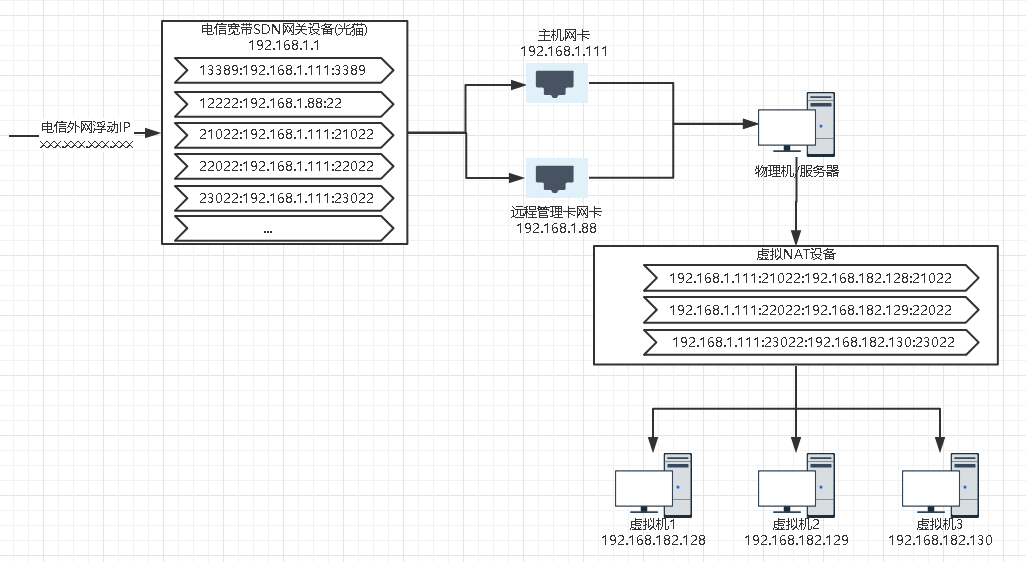 电信宽带SDN网关设备(光猫)
192.168.1.1
13389:192.168.1.111:3389
12222:192.168.1.88:22
21022:192.168.1.111:21022
22022:192.168.1.111:22022
23022:192.168.1.111:23022
...
电信外网浮动IP
xxx.xxx.xxx.xxx
主机网卡
192.168.1.111
远程管理卡网卡
192.168.1.88
物理机/服务器
虚拟NAT设备
192.168.1.111:21022:192.168.182.128:21022
192.168.1.111:22022:192.168.182.129:22022
192.168.1.111:23022:192.168.182.130:23022
虚拟机1
192.168.182.128
虚拟机2
192.168.182.129
虚拟机3
192.168.182.130